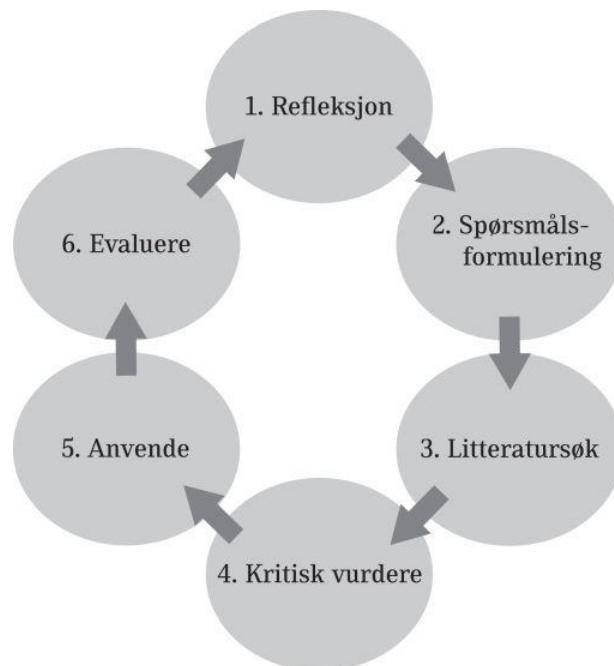 1. Refleksjon
2. Spørsmåls-
formulering
3. Litteratursøk
4. Kritisk vurdere
5. Anvende
6. Evaluere